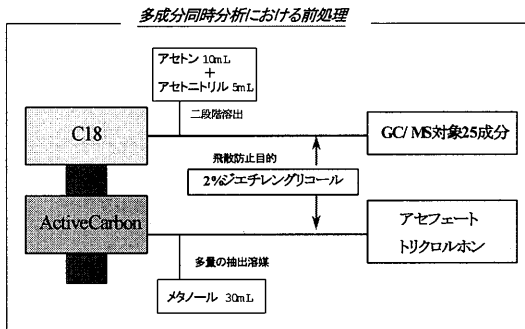 多成分同時分析における前処理
アセトン 10mL
+
アセトニトリル 5mL
二段階溶出
C18
GC/MS対象25成分
飛散防止目的
2%ジエチレングリコール
ActiveCarbon
アセフェート
トリクロルホン
多量の抽出溶媒
メタノール 30mL